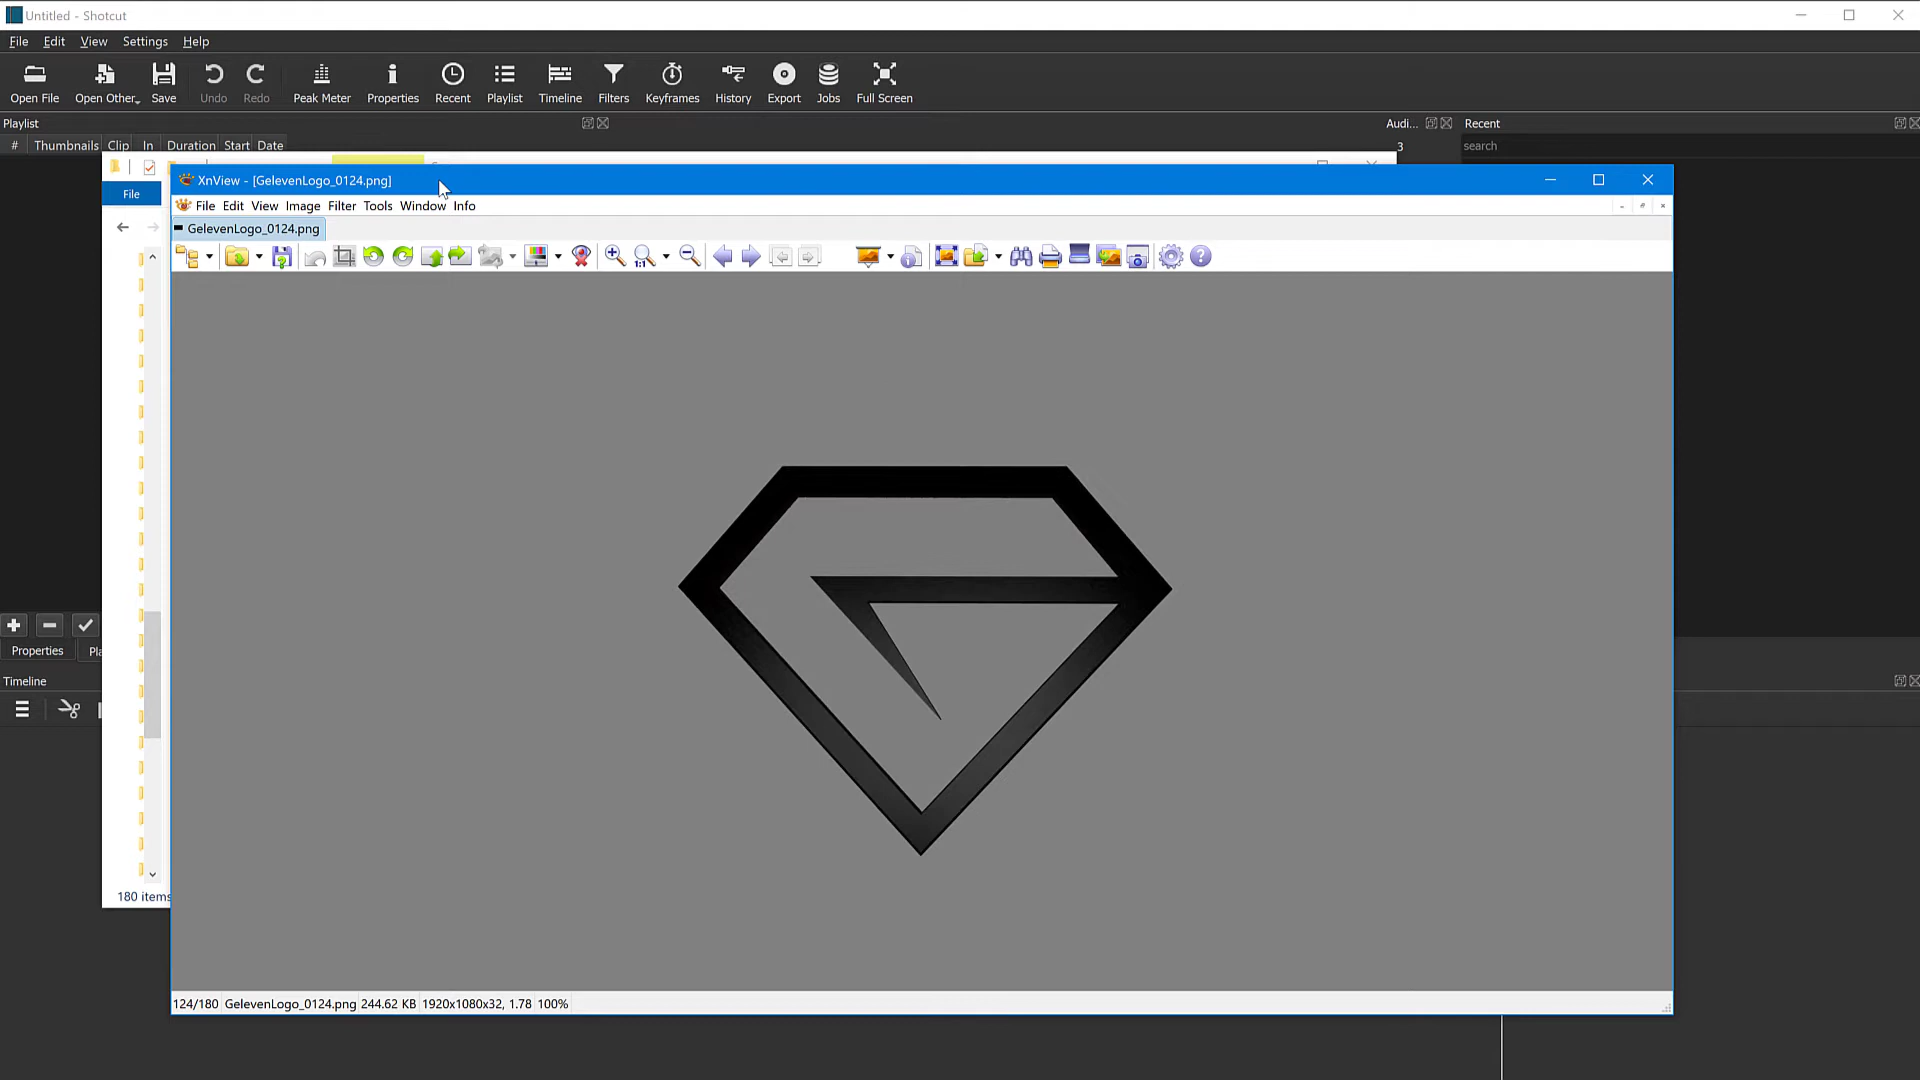 Untitled - Shotcut
File Edit View Settings Help
Open File Open Other... Save Undo Redo Peak Meter Properties Recent Playlist Timeline Filters Keyframes History Export Jobs Full Screen
Playlist
Audi... Recent
# Thumbnails Clip In Duration Start Date
3
search
XnView - [GelevenLogo_0124.png]
File
File Edit View Image Filter Tools Window Info
GelevenLogo_0124.png
1:1
Properties
Timeline
180 items
124/180 GelevenLogo_0124.png 244.62 KB 1920x1080x32, 1.78 100%